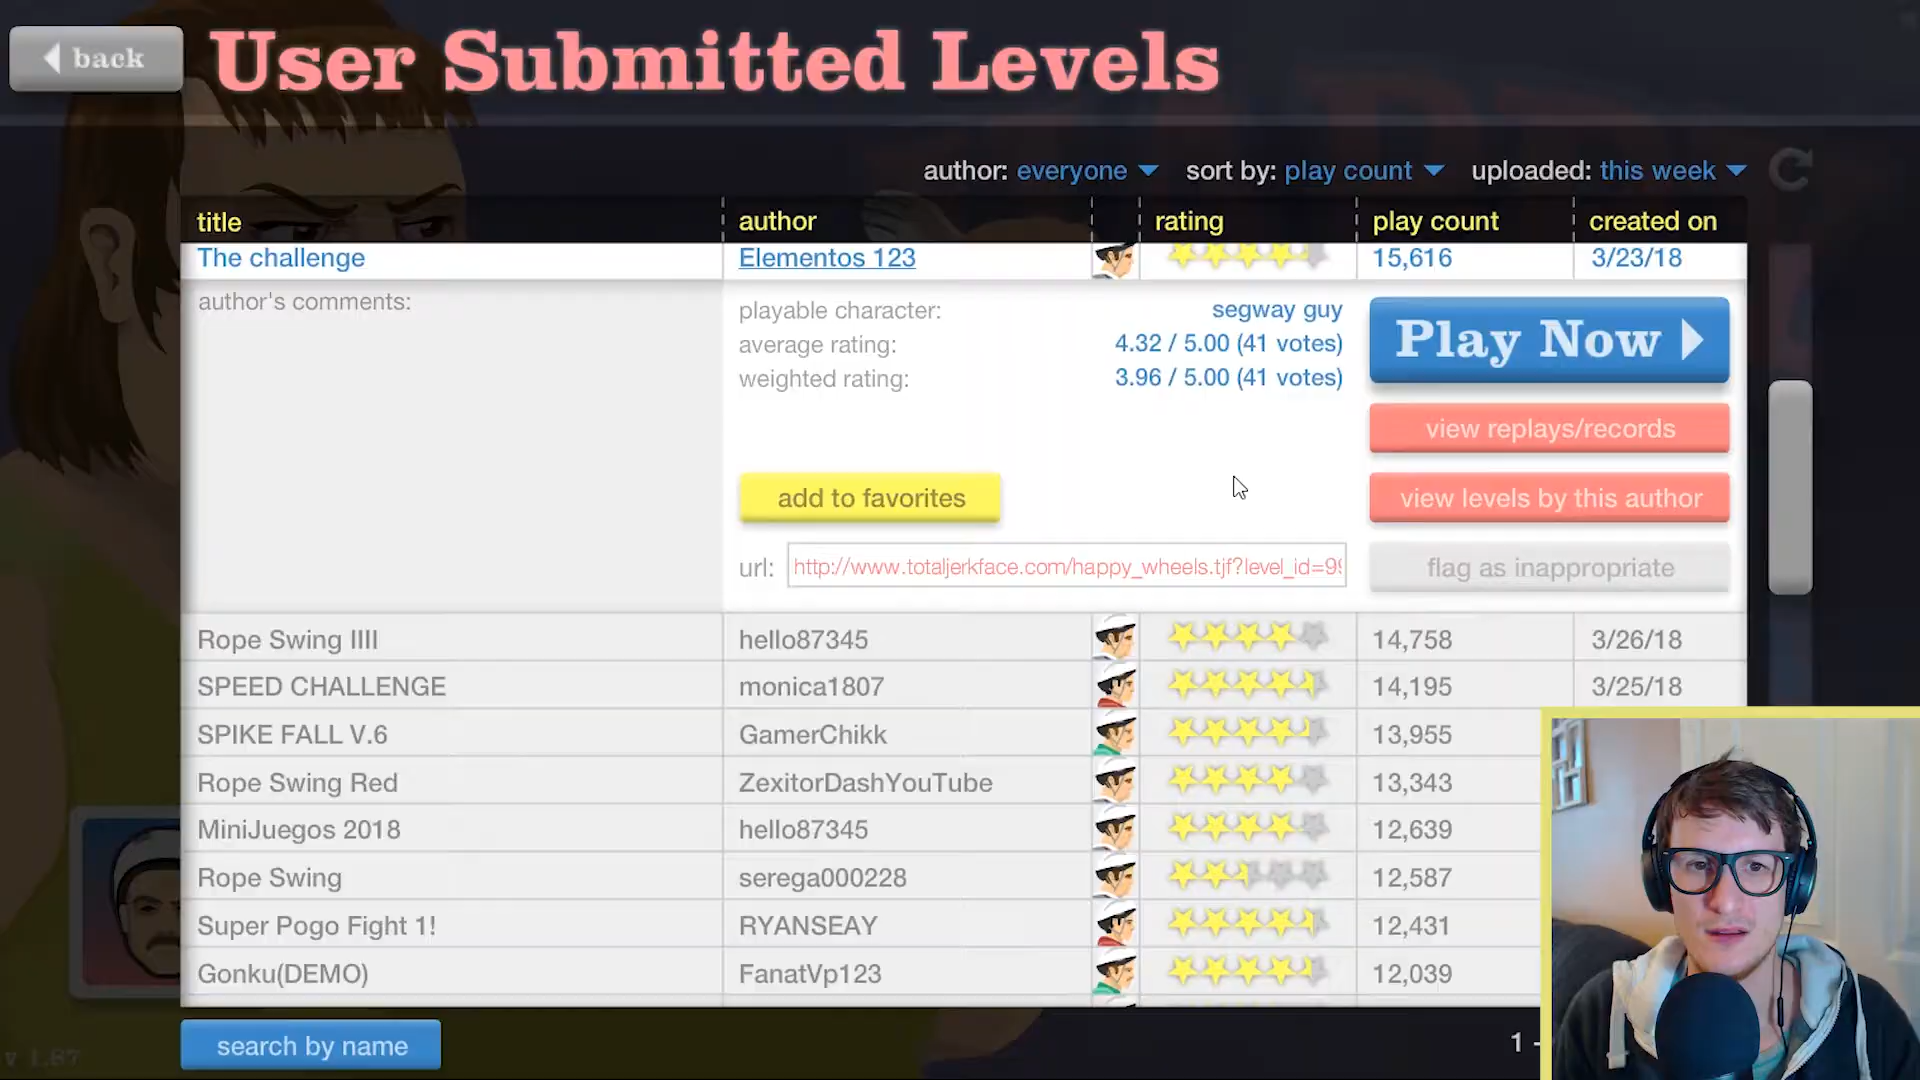 back
User Submitted Levels
author: everyone sort by: play count uploaded: this week
title author rating play count created on
The challenge Elementos 123 15,616 3/23/18
author's comments:
playable character: segway guy
average rating: 4.32 / 5.00 (41 votes)
weighted rating: 3.96 / 5.00 (41 votes)
Play Now
view replays/records
add to favorites
view levels by this author
url: http://www.totaljerkface.com/happy_wheels.tjf?level_id=99
flag as inappropriate
Rope Swing IIII hello87345 14,758 3/26/18
SPEED CHALLENGE monica1807 14,195 3/25/18
SPIKE FALL V.6 GamerChikk 13,955
Rope Swing Red ZexitorDashYouTube 13,343
MiniJuegos 2018 hello87345 12,639
Rope Swing serega000228 12,587
Super Pogo Fight 1! RYANSEAY 12,431
Gonku(DEMO) FanatVp123 12,039
search by name
1 -
v 1.87